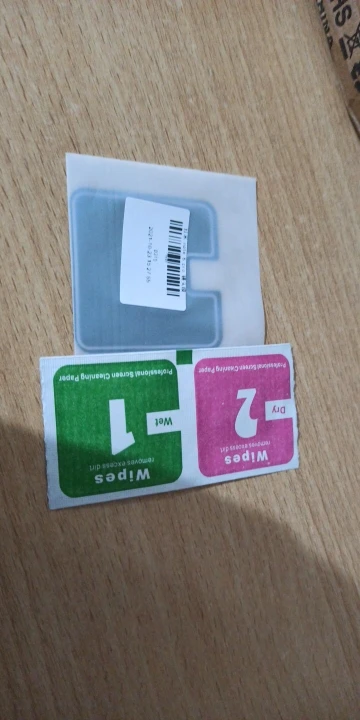 Wipes
removes excess dirt
Wet
1
Professional Screen Cleaning Paper
Wipes
removes excess dirt
Dry
2
Professional Screen Cleaning Paper